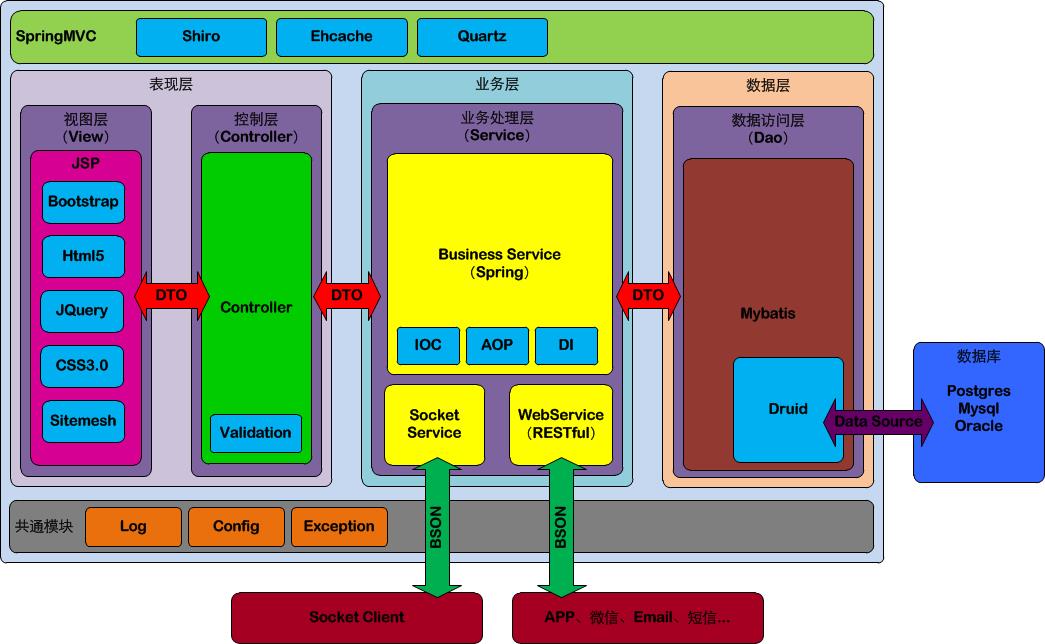 SpringMVC
Shiro
Ehcache
Quartz
表现层
业务层
数据层
视图层
（View）
控制层
（Controller）
业务处理层
（Service）
数据访问层
（Dao）
JSP
Bootstrap
Html5
JQuery
CSS3.0
Sitemesh
DTO
Controller
Validation
DTO
Business Service
（Spring）
IOC
AOP
DI
Socket
Service
WebService
（RESTful）
DTO
Mybatis
Druid
Data Source
数据库
Postgres
Mysql
Oracle
共通模块
Log
Config
Exception
BSON
BSON
Socket Client
APP、微信、Email、短信...